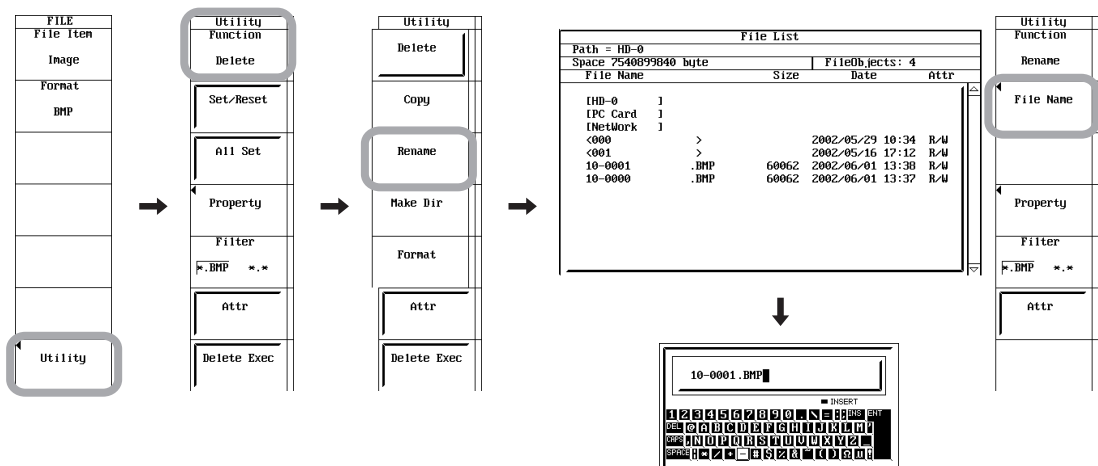 FILE
File Item
Image
Format
BMP
Utility
Utility
Function
Delete
Set/Reset
All Set
Property
Filter
*.BMP *.*
Attr
Delete Exec
Utility
Delete
Copy
Rename
Make Dir
Format
Attr
Delete Exec
File List
Path = HD-0
Space 7540899840 byte FileObjects: 4
File Name Size Date Attr
[HD-0 ]
[PC Card ]
[NetWork ]
<000 > 2002/05/29 10:34 R/W
<001 > 2002/05/16 17:12 R/W
10-0001 .BMP 60062 2002/06/01 13:38 R/W
10-0000 .BMP 60062 2002/06/01 13:37 R/W
Utility
Function
Rename
File Name
Property
Filter
*.BMP *.*
Attr
10-0001.BMP
INSERT
1 2 3 4 5 6 7 8 9 0 . \ = : ; INS ENT
DEL @ A B C D E F G H I J K L M
CAPS , N O P Q R S T U V W X Y Z _
SPACE * / + - # $ % & ~ ( ) Ω